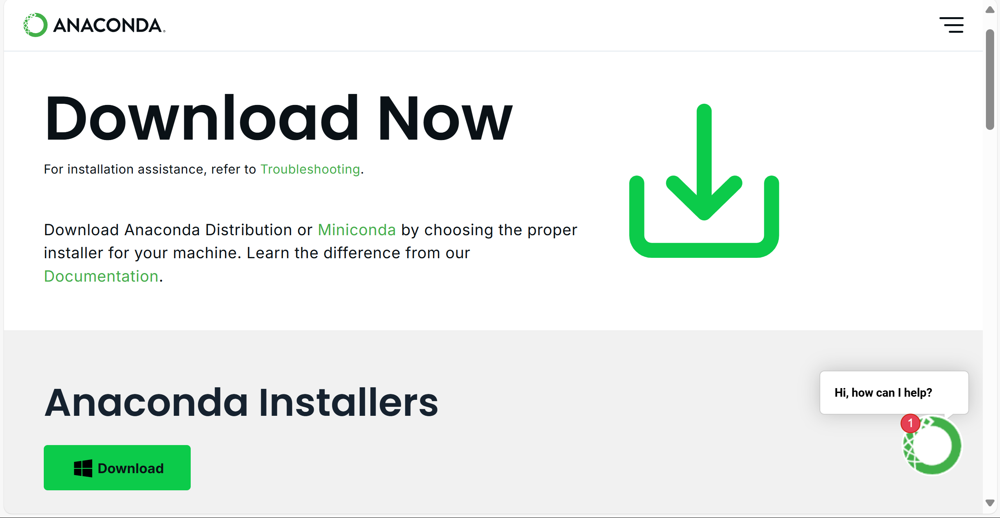 ANACONDA®
Download Now
For installation assistance, refer to Troubleshooting.
Download Anaconda Distribution or Miniconda by choosing the proper
installer for your machine. Learn the difference from our
Documentation.
Anaconda Installers
Download
Hi, how can I help?
1